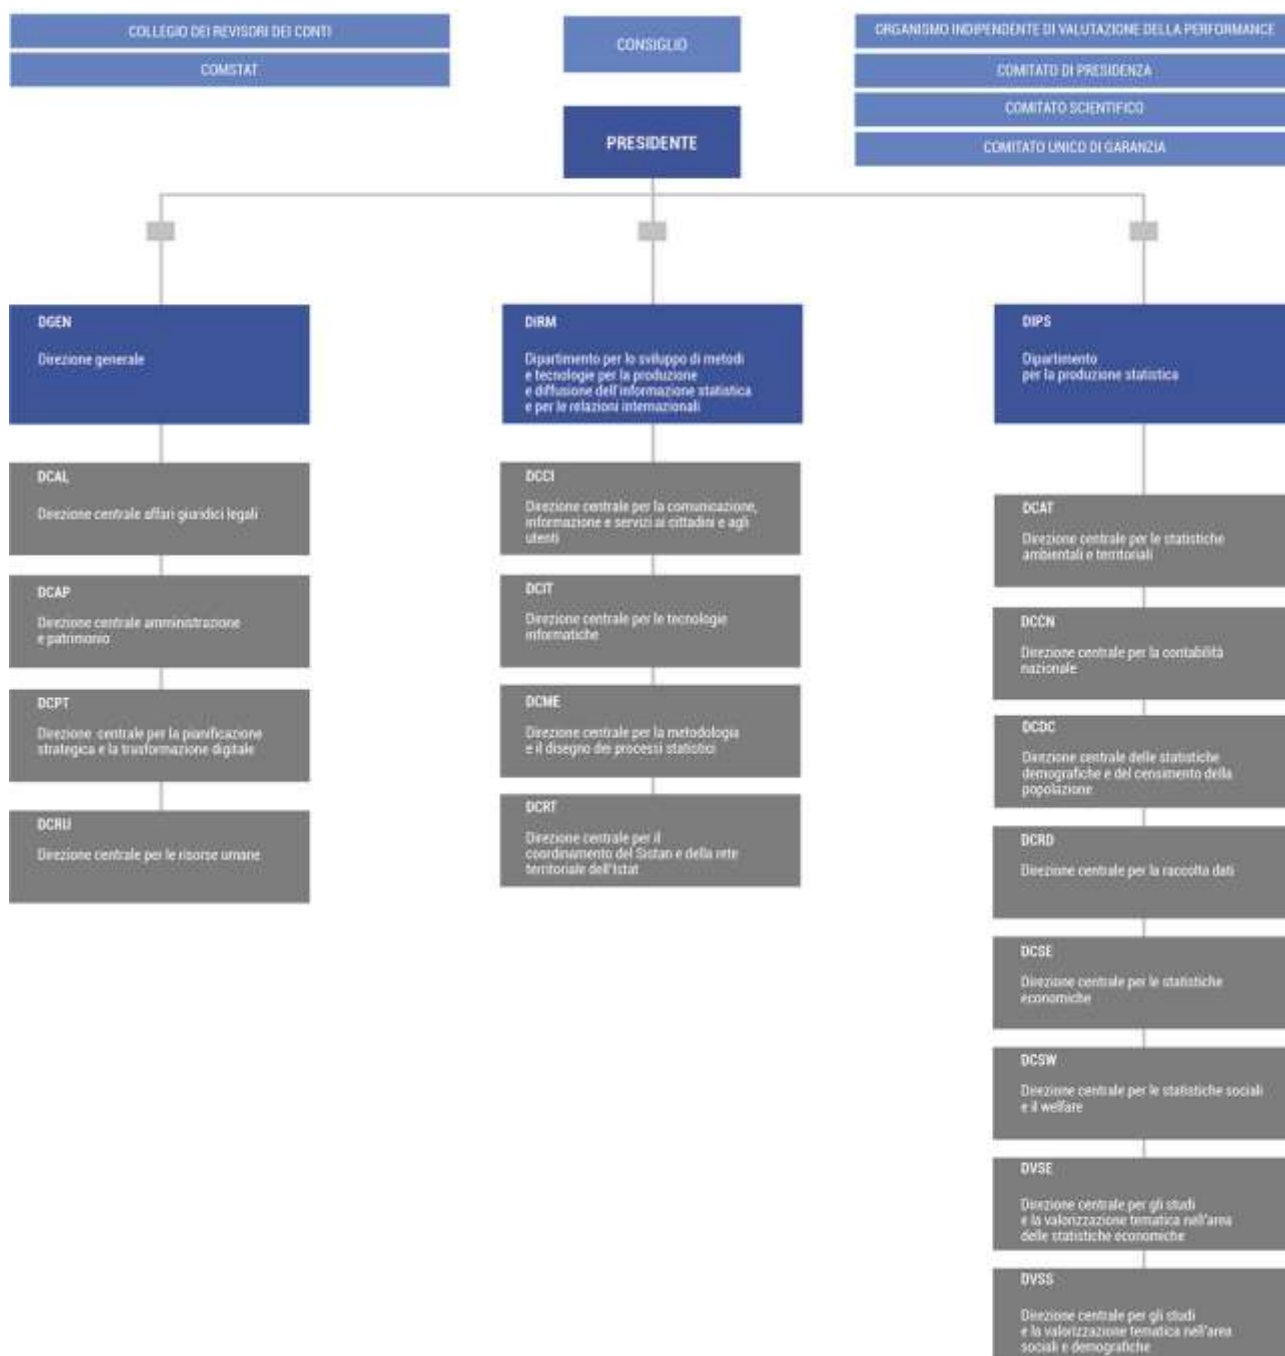 COLLEGIO DEI REVISORI DEI CONTI
COMSTAT
CONSIGLIO
PRESIDENTE
ORGANISMO INDIPENDENTE DI VALUTAZIONE DELLA PERFORMANCE
COMITATO DI PRESIDENZA
COMITATO SCIENTIFICO
COMITATO UNICO DI GARANZIA
DGEN
Direzione generale
DCAL
Direzione centrale affari giuridici legali
DCAP
Direzione centrale amministrazione
e patrimonio
DCPT
Direzione centrale per la pianificazione
strategica e la trasformazione digitale
DCRU
Direzione centrale per le risorse umane
DIRM
Dipartimento per lo sviluppo di metodi
e tecnologie per la produzione
e diffusione dell'informazione statistica
e per le relazioni internazionali
DCCI
Direzione centrale per la comunicazione,
informazione e servizi ai cittadini e agli
utenti
DCIT
Direzione centrale per le tecnologie
informatiche
DCME
Direzione centrale per la metodologia
e il disegno dei processi statistici
DCRT
Direzione centrale per il
coordinamento del Sistan e della rete
territoriale dell'Istat
DIPS
Dipartimento
per la produzione statistica
DCAT
Direzione centrale per le statistiche
ambientali e territoriali
DCCN
Direzione centrale per la contabilità
nazionale
DCDC
Direzione centrale delle statistiche
demografiche e del censimento della
popolazione
DCRD
Direzione centrale per la raccolta dati
DCSE
Direzione centrale per le statistiche
economiche
DCSW
Direzione centrale per le statistiche sociali
e il welfare
DVSE
Direzione centrale per gli studi
e la valorizzazione tematica nell'area
delle statistiche economiche
DVSS
Direzione centrale per gli studi
e la valorizzazione tematica nell'area
sociali e demografiche